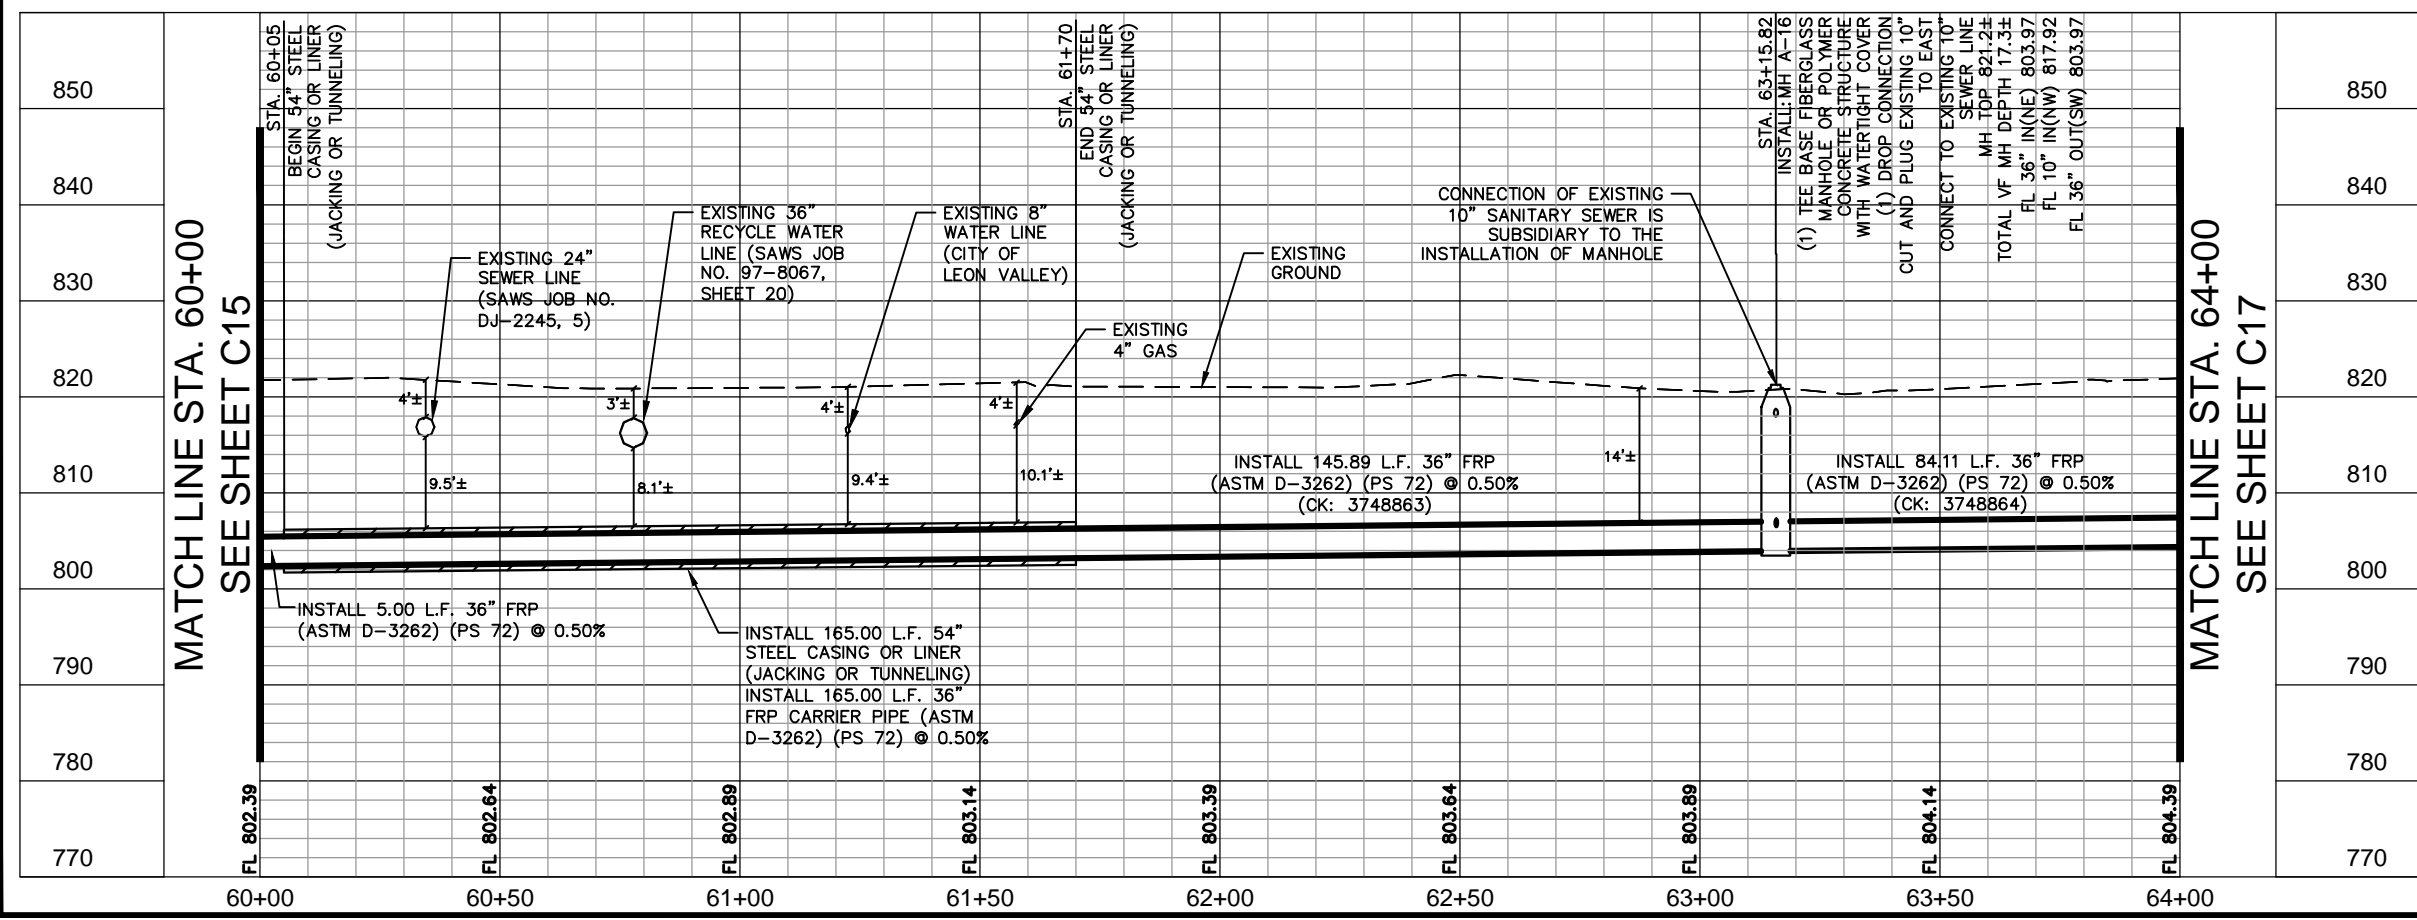 STA. 60+05
BEGIN 54" STEEL
CASING OR LINER
(JACKING OR TUNNELING)
STA. 61+70
END 54" STEEL
CASING OR LINER
(JACKING OR TUNNELING)
STA. 63+15.82
INSTALL: MH A-16
(1) TEE BASE FIBERGLASS
MANHOLE OR POLYMER
CONCRETE STRUCTURE
WITH WATERTIGHT COVER
(1) DROP CONNECTION
CUT AND PLUG EXISTING 10"
TO EAST
CONNECT TO EXISTING 10"
SEWER LINE
MH TOP 821.2±
TOTAL VF MH DEPTH 17.3±
FL 36" IN(NE) 803.97
FL 10" IN(NW) 817.92
FL 36" OUT(SW) 803.97
850
840
830
820
810
800
790
780
770
MATCH LINE STA. 60+00
SEE SHEET C15
EXISTING 24"
SEWER LINE
(SAWS JOB NO.
DJ-2245, 5)
EXISTING 36"
RECYCLE WATER
LINE (SAWS JOB
NO. 97-8067,
SHEET 20)
EXISTING 8"
WATER LINE
(CITY OF
LEON VALLEY)
EXISTING
GROUND
EXISTING
4" GAS
CONNECTION OF EXISTING
10" SANITARY SEWER IS
SUBSIDIARY TO THE
INSTALLATION OF MANHOLE
4'±
3'±
4'±
4'±
9.5'±
8.1'±
9.4'±
10.1'±
14'±
INSTALL 145.89 L.F. 36" FRP
(ASTM D-3262) (PS 72) @ 0.50%
(CK: 3748863)
INSTALL 84.11 L.F. 36" FRP
(ASTM D-3262) (PS 72) @ 0.50%
(CK: 3748864)
INSTALL 5.00 L.F. 36" FRP
(ASTM D-3262) (PS 72) @ 0.50%
INSTALL 165.00 L.F. 54"
STEEL CASING OR LINER
(JACKING OR TUNNELING)
INSTALL 165.00 L.F. 36"
FRP CARRIER PIPE (ASTM
D-3262) (PS 72) @ 0.50%
MATCH LINE STA. 64+00
SEE SHEET C17
850
840
830
820
810
800
790
780
770
FL 802.39
FL 802.64
FL 802.89
FL 803.14
FL 803.39
FL 803.64
FL 803.89
FL 804.14
FL 804.39
60+00
60+50
61+00
61+50
62+00
62+50
63+00
63+50
64+00